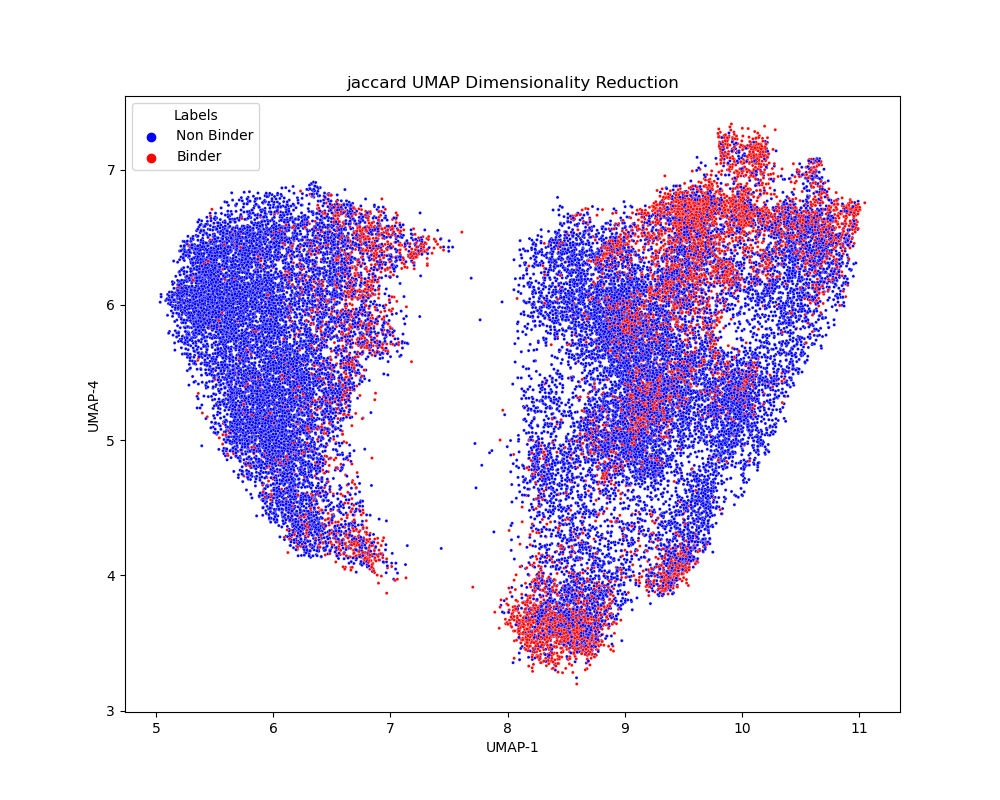 jaccard UMAP Dimensionality Reduction
Labels
Non Binder
Binder
7
6
5
4
3
UMAP-4
5 6 7 8 9 10 11
UMAP-1